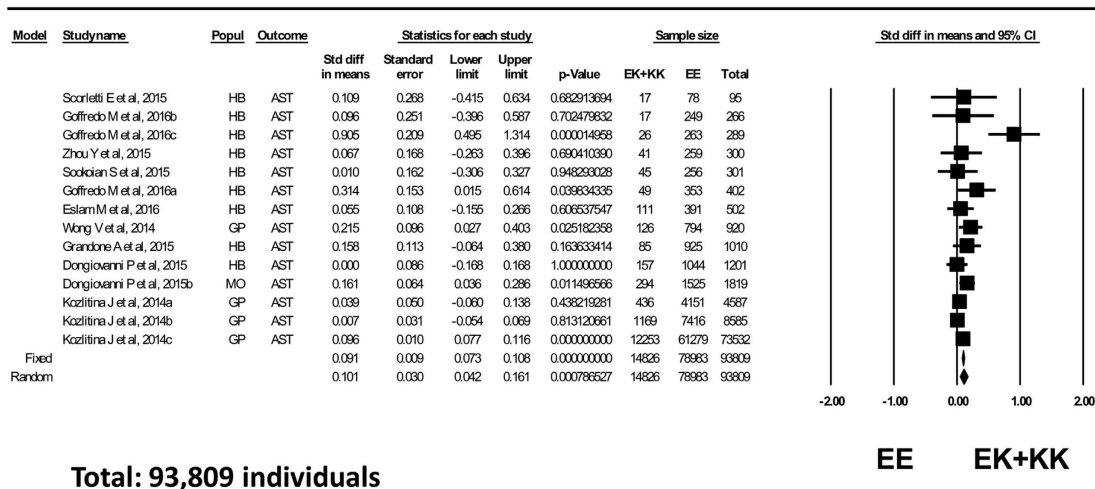 Model Studyname Popul Outcome Statistics for each study Sample size Std diff in means and 95% CI
Std diff in means Standard error Lower limit Upper limit p-Value EK+KK EE Total
Scorletti E et al, 2015 HB AST 0.109 0.268 -0.415 0.634 0.682913694 17 78 95
Goffredo M et al, 2016b HB AST 0.096 0.251 -0.396 0.587 0.702479832 17 249 266
Goffredo M et al, 2016c HB AST 0.905 0.209 0.495 1.314 0.000014958 26 263 289
Zhou Y et al, 2015 HB AST 0.067 0.168 -0.263 0.396 0.690410390 41 259 300
Sookoian S et al, 2015 HB AST 0.010 0.162 -0.306 0.327 0.948293028 45 256 301
Goffredo M et al, 2016a HB AST 0.314 0.153 0.015 0.614 0.039834335 49 353 402
Eslam M et al, 2016 HB AST 0.055 0.108 -0.155 0.266 0.606537547 111 391 502
Wong V et al, 2014 GP AST 0.215 0.096 0.027 0.403 0.025182358 126 794 920
Grandone A et al, 2015 HB AST 0.158 0.113 -0.064 0.380 0.163633414 85 925 1010
Dongiovanni P et al, 2015 HB AST 0.000 0.086 -0.168 0.168 1.000000000 157 1044 1201
Dongiovanni P et al, 2015b MO AST 0.161 0.064 0.036 0.286 0.011496566 294 1525 1819
Kozlitina J et al, 2014a GP AST 0.039 0.050 -0.060 0.138 0.438219281 436 4151 4587
Kozlitina J et al, 2014b GP AST 0.007 0.031 -0.054 0.069 0.813120661 1169 7416 8585
Kozlitina J et al, 2014c GP AST 0.096 0.010 0.077 0.116 0.000000000 12253 61279 73532
Fixed 0.091 0.009 0.073 0.108 0.000000000 14826 78983 93809
Random 0.101 0.030 0.042 0.161 0.000786527 14826 78983 93809
-2.00 -1.00 0.00 1.00 2.00
EE EK+KK
Total: 93,809 individuals